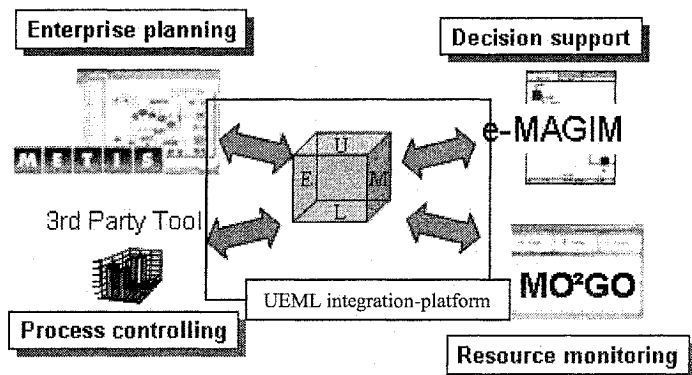 Enterprise planning
Decision support
METIS
e-MAGIM
U
E
M
L
3rd Party Tool
MO²GO
UEML integration-platform
Process controlling
Resource monitoring